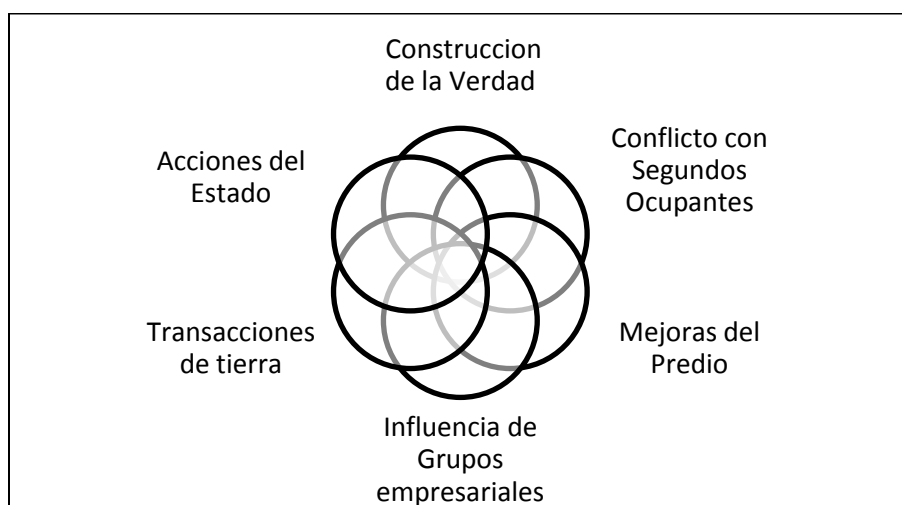 Construccion
de la Verdad
Conflicto con
Segundos
Ocupantes
Mejoras del
Predio
Influencia de
Grupos
empresariales
Transacciones
de tierra
Acciones del
Estado